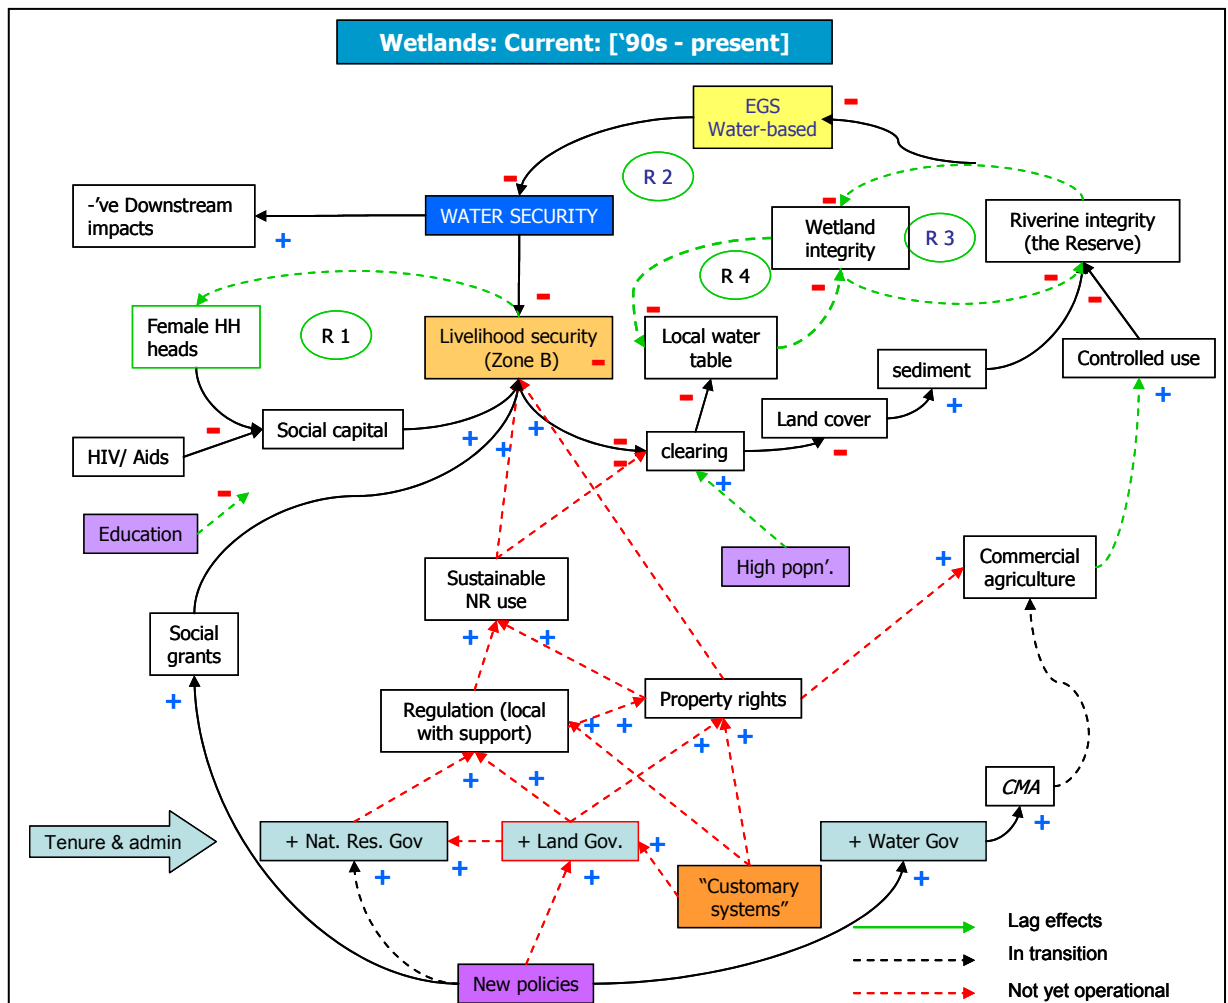 Wetlands: Current: [‘90s - present]
EGS
Water-based
R 2
-’ve Downstream
impacts
WATER SECURITY
Wetland
integrity
R 3
Riverine integrity
(the Reserve)
R 4
Female HH
heads
R 1
Livelihood security
(Zone B)
Local water
table
Controlled use
sediment
Land cover
Social capital
clearing
HIV/ Aids
Education
High popn’.
Commercial
agriculture
Sustainable
NR use
Social
grants
Regulation (local
with support)
Property rights
CMA
Tenure & admin
+ Nat. Res. Gov
+ Land Gov.
+ Water Gov
“Customary
systems”
Lag effects
In transition
New policies
Not yet operational